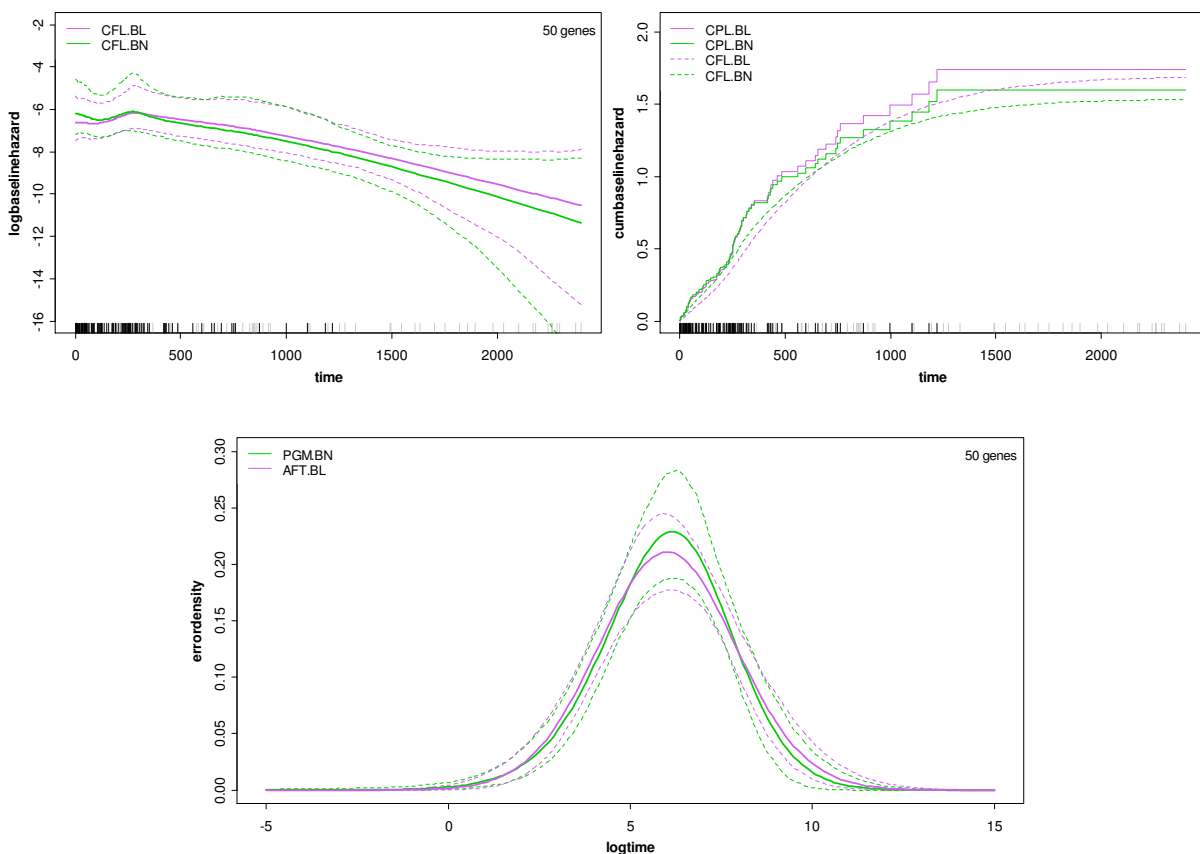 CFL.BL
CFL.BN
50 genes
logbaselinehazard
-2
-4
-6
-8
-10
-12
-14
-16
0 500 1000 1500 2000
time
CPL.BL
CPL.BN
CFL.BL
CFL.BN
cumbaselinehazard
2.0
1.5
1.0
0.5
0.0
0 500 1000 1500 2000
time
PGM.BN
AFT.BL
50 genes
errordensity
0.30
0.25
0.20
0.15
0.10
0.05
0.00
-5 0 5 10 15
logtime